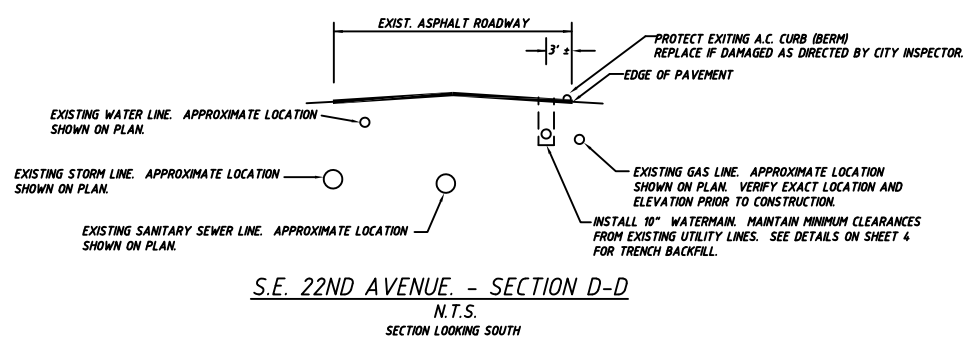 EXIST. ASPHALT ROADWAY
3' ±
PROTECT EXITING A.C. CURB (BERM)
REPLACE IF DAMAGED AS DIRECTED BY CITY INSPECTOR.
EDGE OF PAVEMENT
EXISTING WATER LINE. APPROXIMATE LOCATION
SHOWN ON PLAN.
EXISTING STORM LINE. APPROXIMATE LOCATION
SHOWN ON PLAN.
EXISTING GAS LINE. APPROXIMATE LOCATION
SHOWN ON PLAN. VERIFY EXACT LOCATION AND
ELEVATION PRIOR TO CONSTRUCTION.
EXISTING SANITARY SEWER LINE. APPROXIMATE LOCATION
SHOWN ON PLAN.
INSTALL 10" WATERMAIN. MAINTAIN MINIMUM CLEARANCES
FROM EXISTING UTILITY LINES. SEE DETAILS ON SHEET 4
FOR TRENCH BACKFILL.
S.E. 22ND AVENUE. - SECTION D-D
N.T.S.
SECTION LOOKING SOUTH